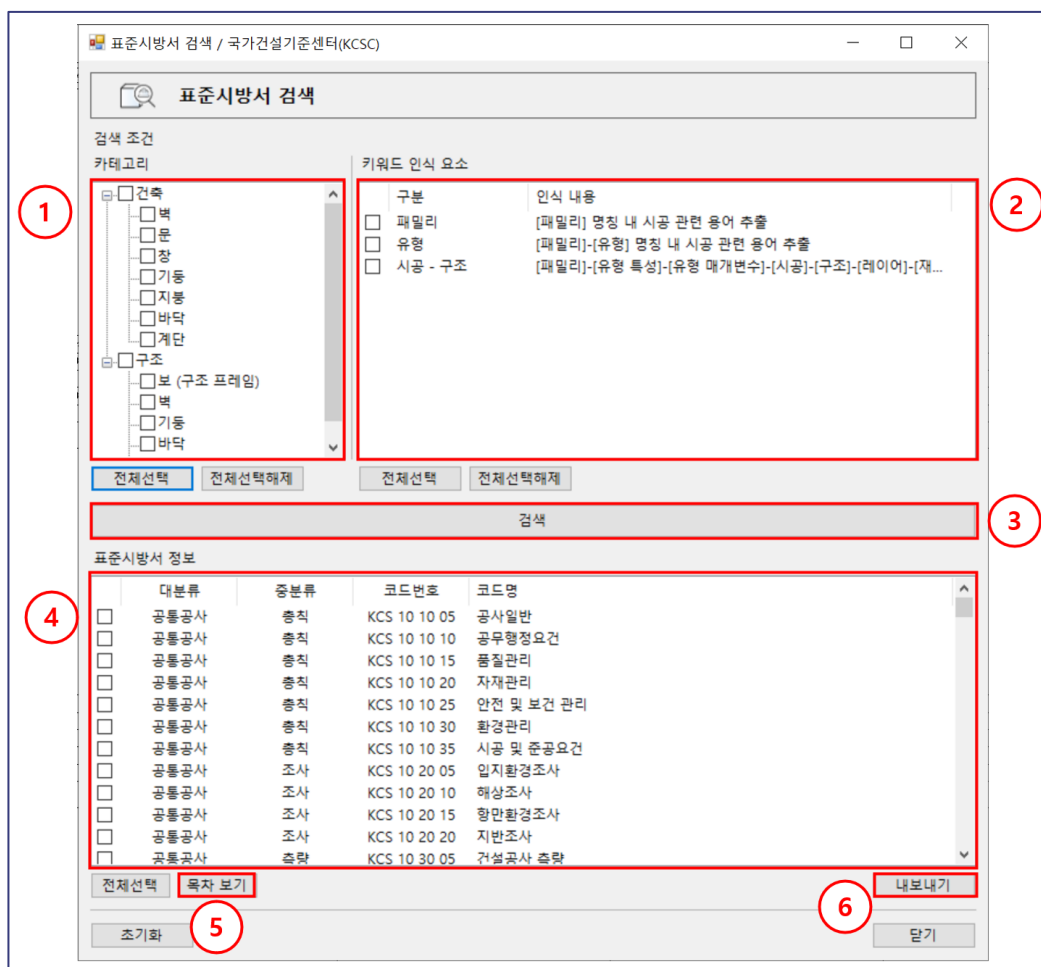 표준시방서 검색 / 국가건설기준센터(KCSC)
표준시방서 검색
검색 조건
카테고리
키워드 인식 요소
1
건축
벽
문
창
기둥
지붕
바닥
계단
구조
보 (구조 프레임)
벽
기둥
바닥
구분 인식 내용
패밀리 [패밀리] 명칭 내 시공 관련 용어 추출
유형 [패밀리]-[유형] 명칭 내 시공 관련 용어 추출
시공 - 구조 [패밀리]-[유형 특성]-[유형 매개변수]-[시공]-[구조]-[레이어]-[재...
2
전체선택 전체선택해제 전체선택 전체선택해제
검색
3
표준시방서 정보
4
대분류 중분류 코드번호 코드명
공통공사 총칙 KCS 10 10 05 공사일반
공통공사 총칙 KCS 10 10 10 공무행정요건
공통공사 총칙 KCS 10 10 15 품질관리
공통공사 총칙 KCS 10 10 20 자재관리
공통공사 총칙 KCS 10 10 25 안전 및 보건 관리
공통공사 총칙 KCS 10 10 30 환경관리
공통공사 총칙 KCS 10 10 35 시공 및 준공요건
공통공사 조사 KCS 10 20 05 입지환경조사
공통공사 조사 KCS 10 20 10 해상조사
공통공사 조사 KCS 10 20 15 항만환경조사
공통공사 조사 KCS 10 20 20 지반조사
공통공사 측량 KCS 10 30 05 건설공사 측량
전체선택 목차 보기 내보내기
5
6
초기화 닫기